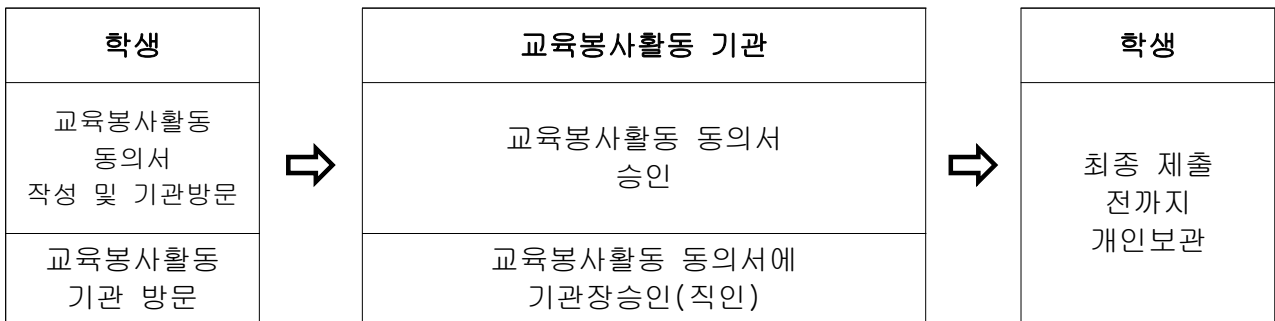 학생
교육봉사활동
동의서
작성 및 기관방문
교육봉사활동
기관 방문
교육봉사활동 기관
교육봉사활동 동의서
승인
교육봉사활동 동의서에
기관장승인(직인)
학생
최종 제출
전까지
개인보관